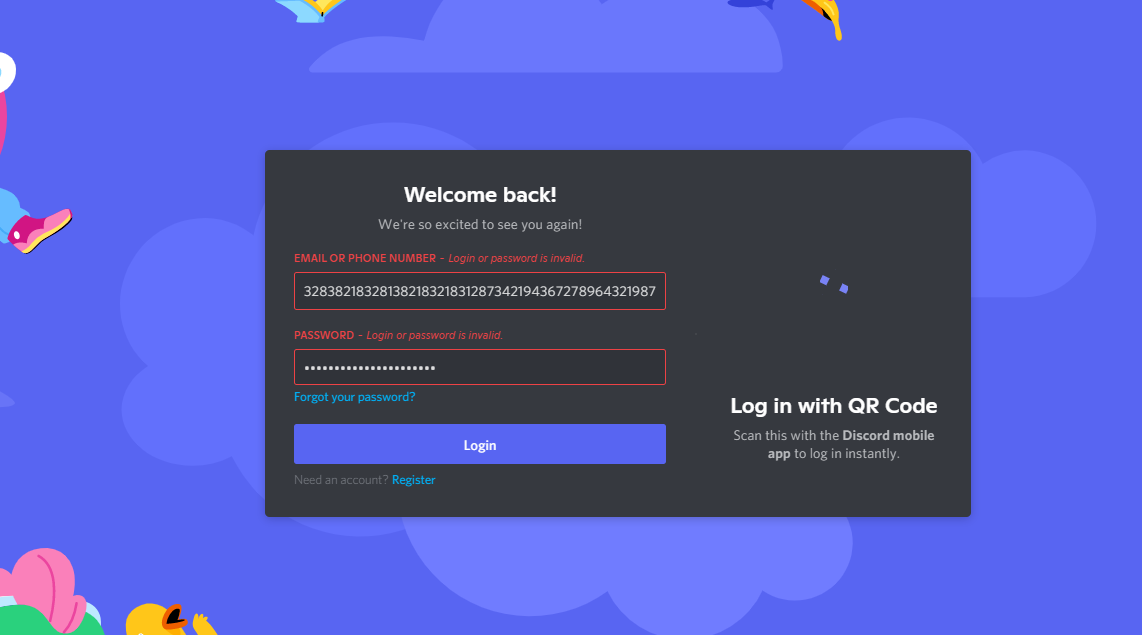 Welcome back!
We're so excited to see you again!
EMAIL OR PHONE NUMBER - Login or password is invalid.
32838218328138218321831287342194367278964321987
PASSWORD - Login or password is invalid.
Forgot your password?
Login
Need an account? Register
Log in with QR Code
Scan this with the Discord mobile
app to log in instantly.